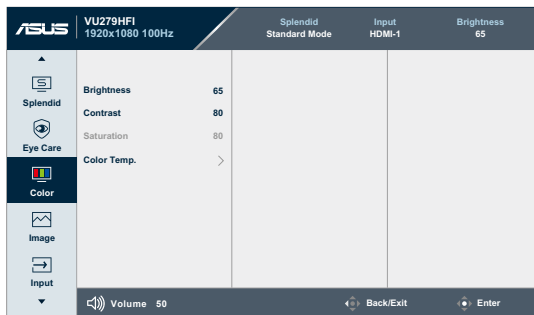 ASUS
VU279HFI
1920x1080 100Hz
Splendid
Standard Mode
Input
HDMI-1
Brightness
65
Splendid
Eye Care
Color
Image
Input
Brightness 65
Contrast 80
Saturation 80
Color Temp.
Volume 50
Back/Exit
Enter